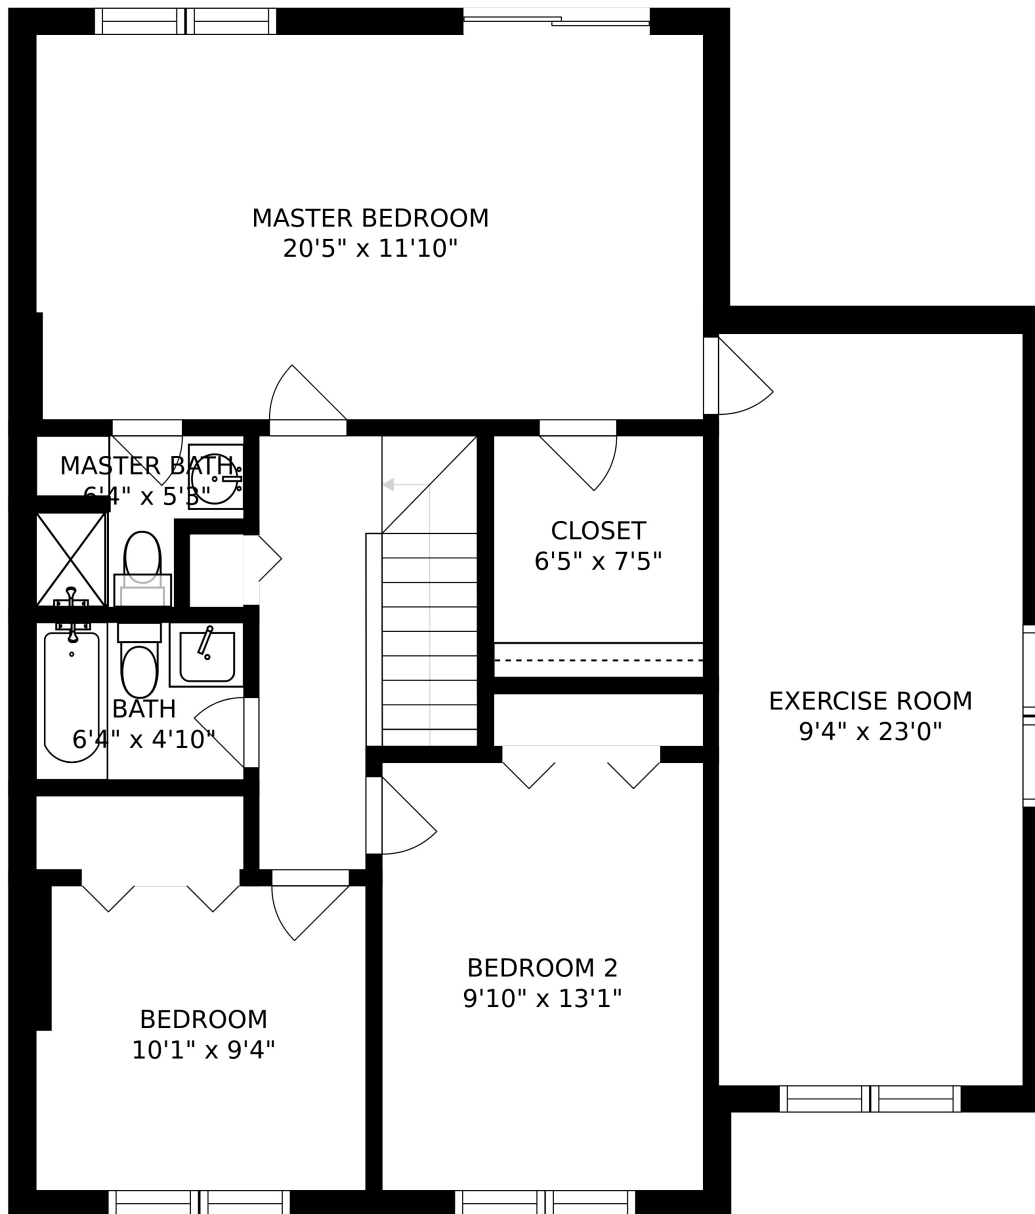 MASTER BEDROOM
20'5" x 11'10"
MASTER BATH
6'4" x 5'3"
CLOSET
6'5" x 7'5"
EXERCISE ROOM
9'4" x 23'0"
BATH
6'4" x 4'10"
BEDROOM 2
9'10" x 13'1"
BEDROOM
10'1" x 9'4"